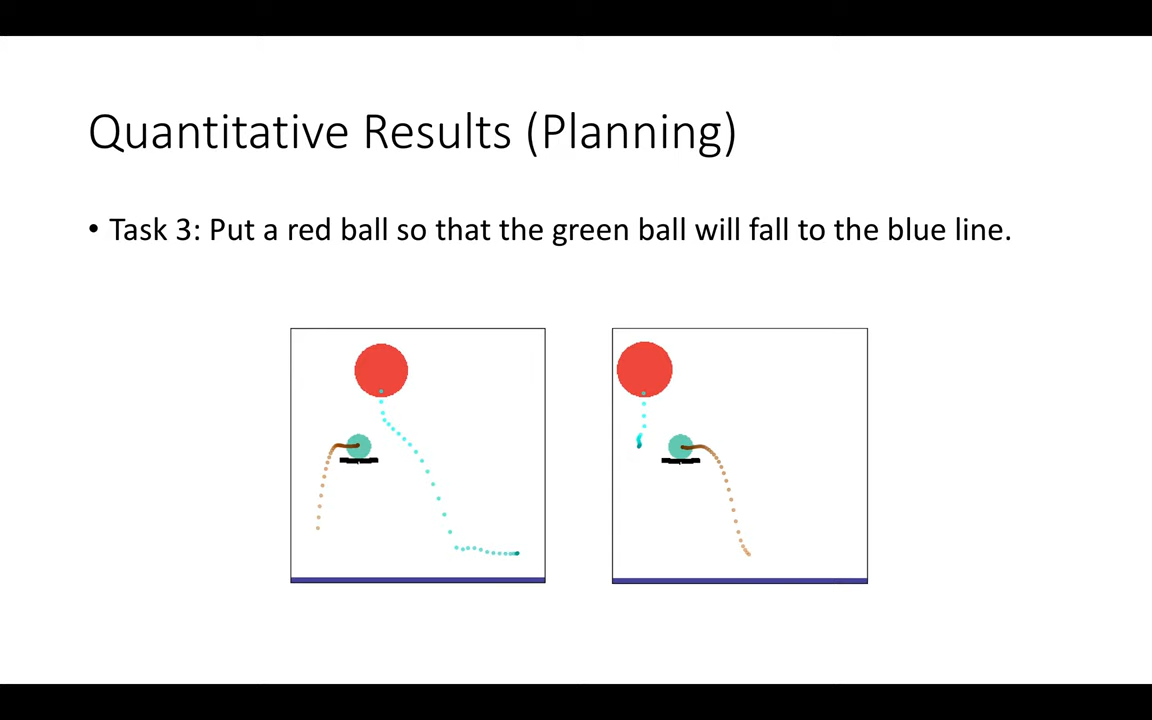 Quantitative Results (Planning)
• Task 3: Put a red ball so that the green ball will fall to the blue line.